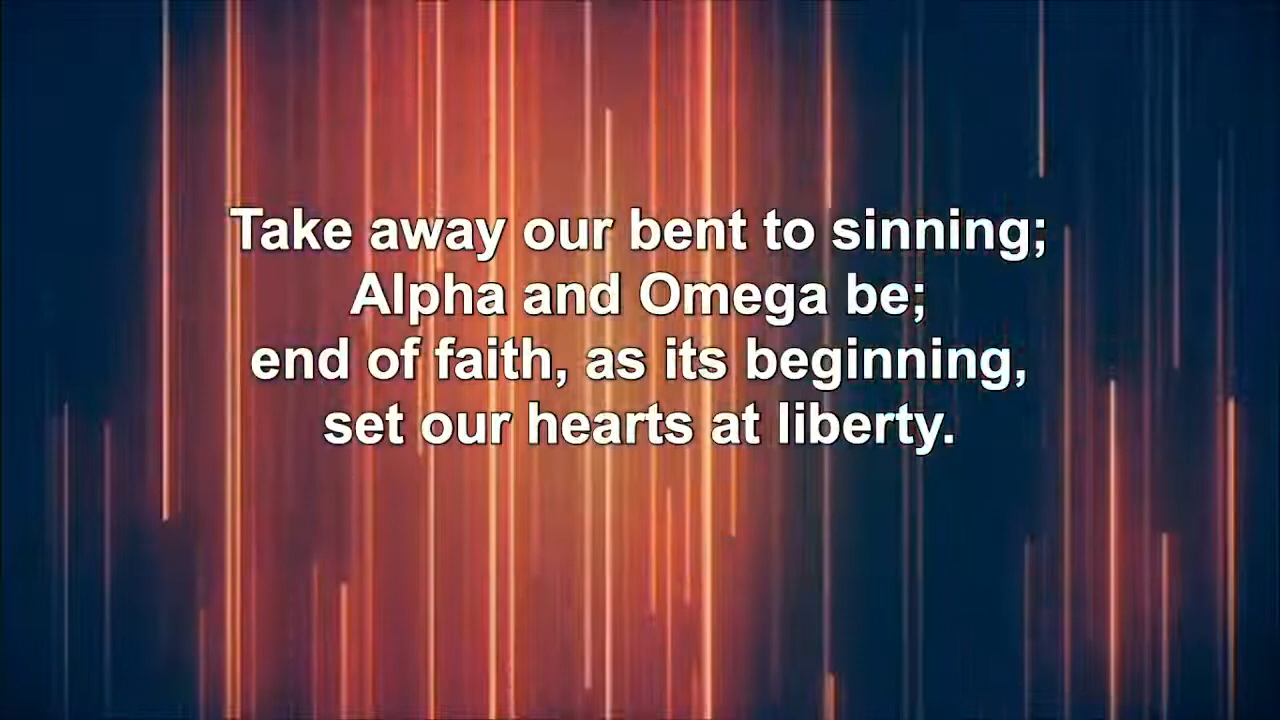 Take away our bent to sinning;
Alpha and Omega be;
end of faith, as its beginning,
set our hearts at liberty.